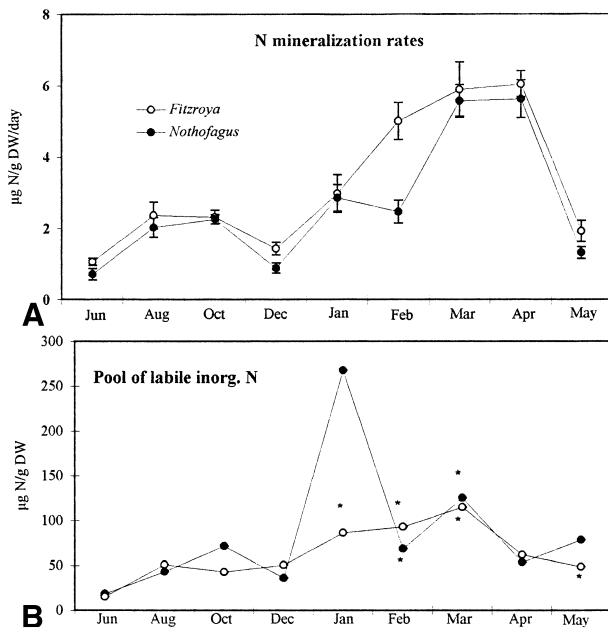 8
N mineralization rates
6
Fitzroya
Nothofagus
4
µg N/g DW/day
2
0
A
Jun Aug Oct Dec Jan Feb Mar Apr May
300
Pool of labile inorg. N
250
200
µg N/g DW
150
*
*
*
100
*
50
*
*
0
B
Jun Aug Oct Dec Jan Feb Mar Apr May